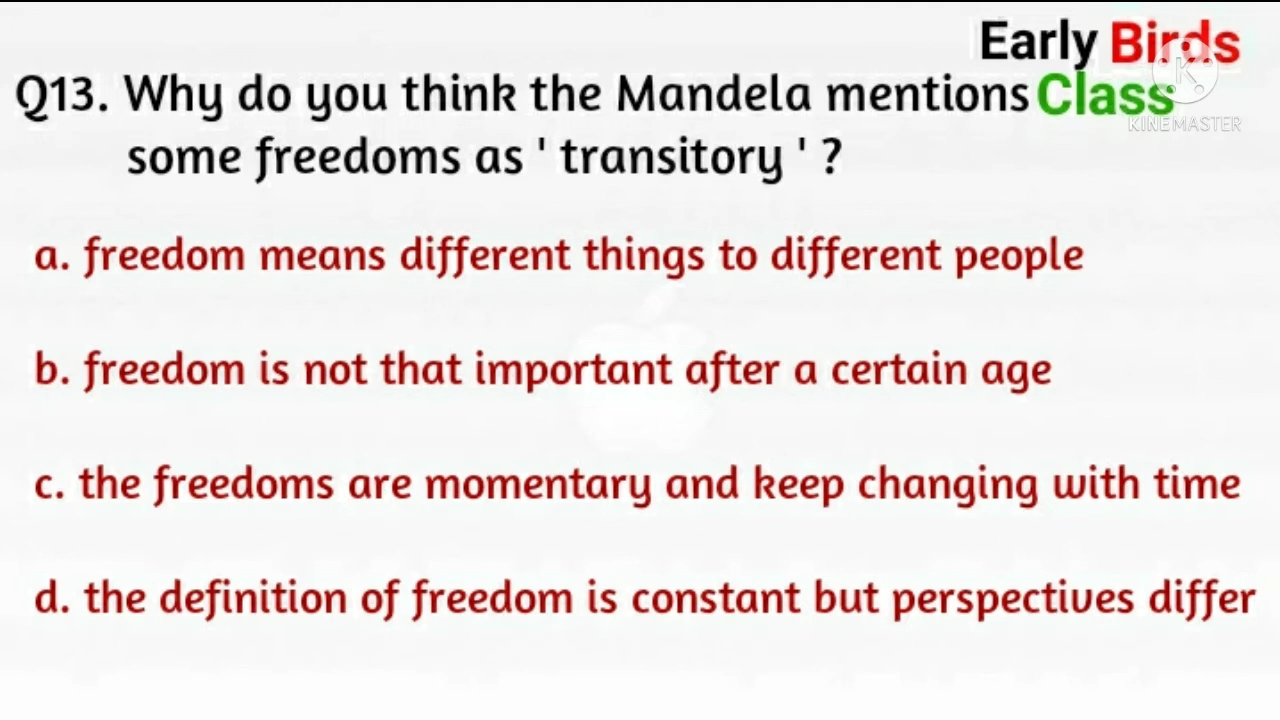 Early Birds
Q13. Why do you think the Mandela mentions Class
KINEMASTER
some freedoms as ' transitory ' ?
a. freedom means different things to different people
b. freedom is not that important after a certain age
c. the freedoms are momentary and keep changing with time
d. the definition of freedom is constant but perspectives differ